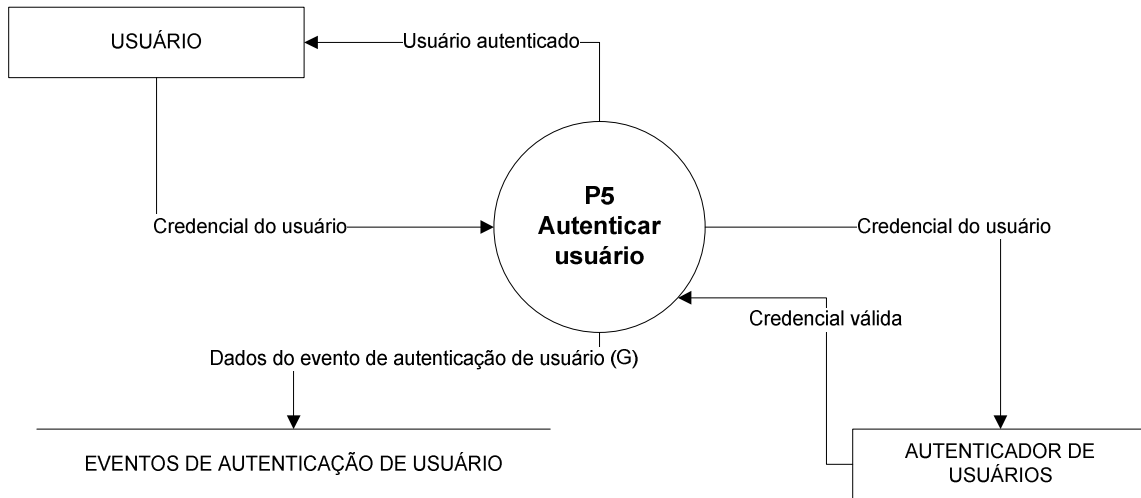 USUÁRIO
Usuário autenticado
P5
Autenticar
usuário
Credencial do usuário
Credencial do usuário
Credencial válida
Dados do evento de autenticação de usuário (G)
EVENTOS DE AUTENTICAÇÃO DE USUÁRIO
AUTENTICADOR DE
USUÁRIOS